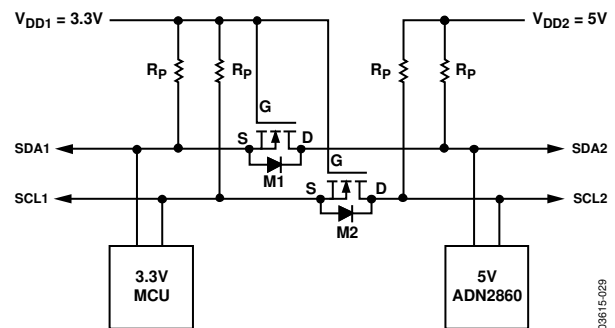 VDD1 = 3.3V
VDD2 = 5V
RP
RP
RP
RP
G
SDA1
S
D
SDA2
M1
G
SCL1
S
D
SCL2
M2
3.3V
MCU
5V
ADN2860
03615-029